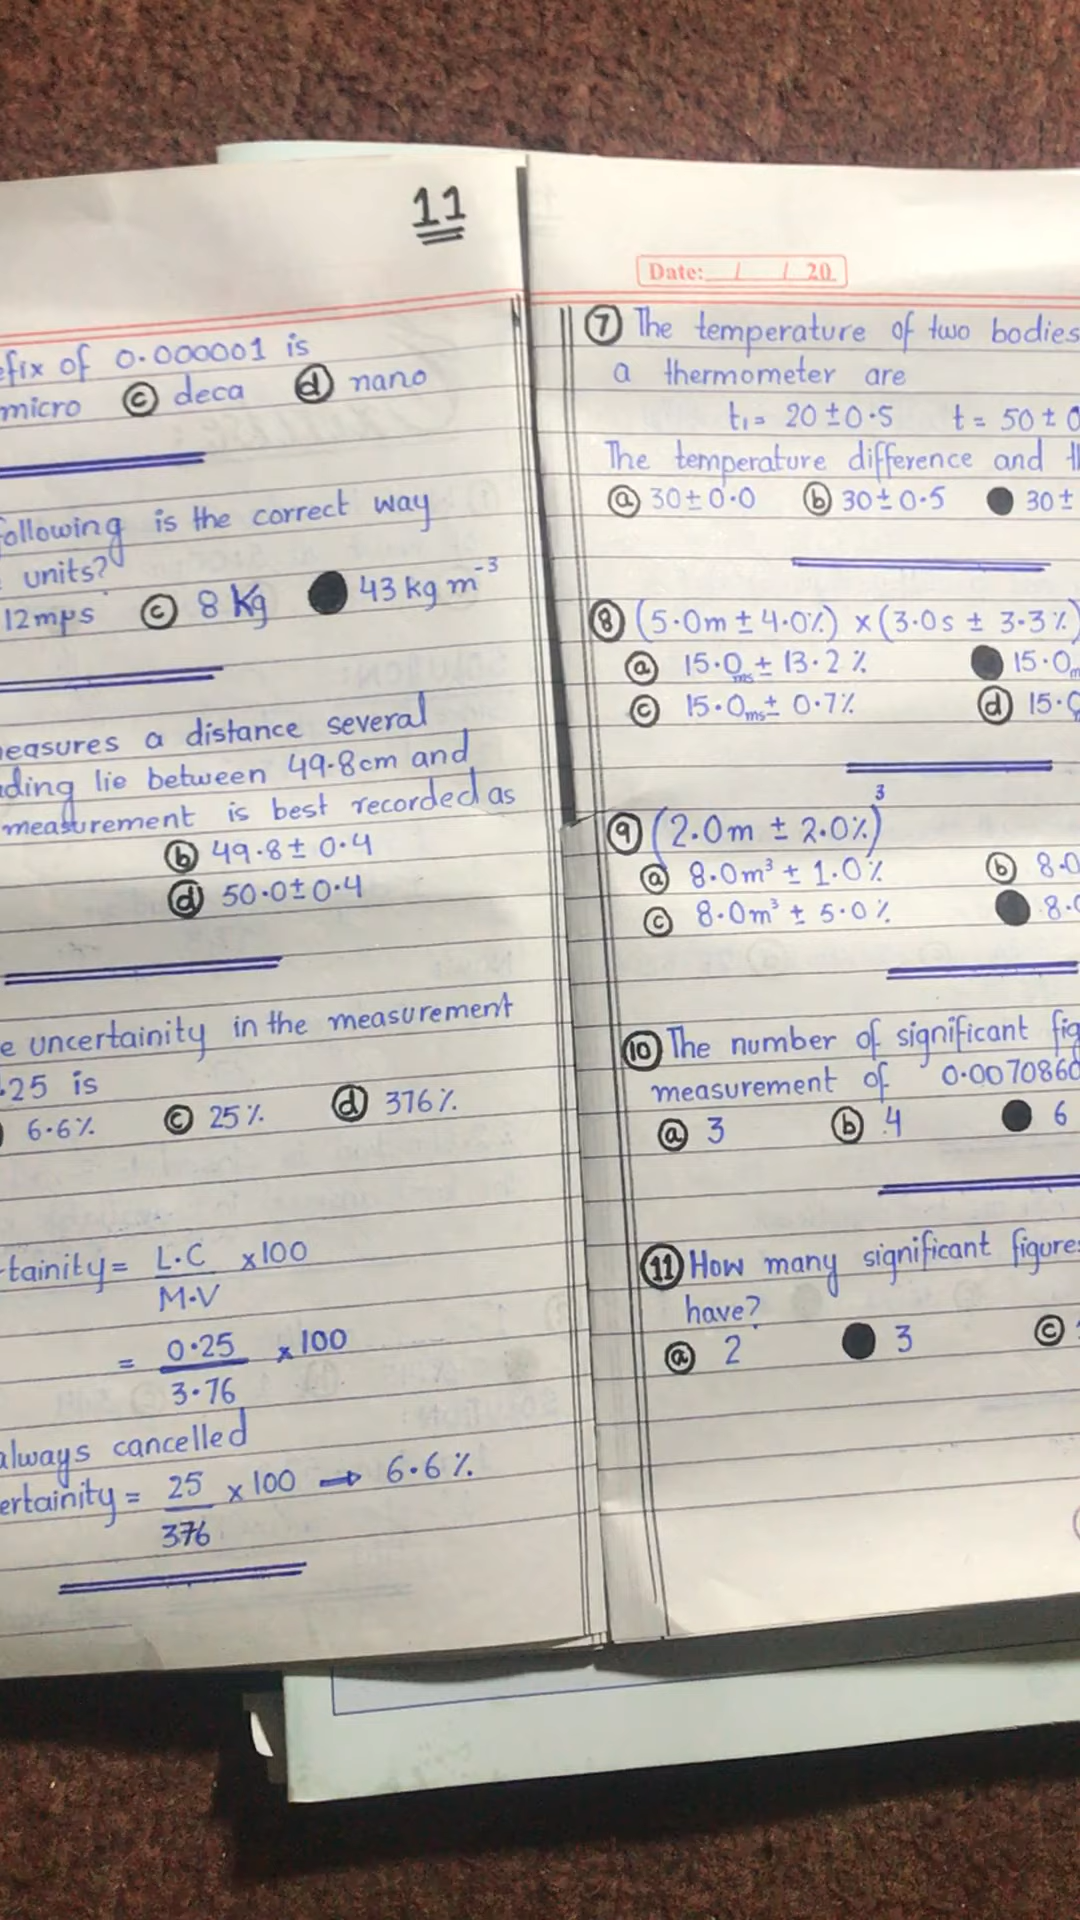 11
efix of 0.000001 is
micro ⓒ deca ⓓ nano
following is the correct way
units?
12mps ⓒ 8 Kg 43 kg m⁻³
measures a distance several
ding lie between 49.8cm and
measurement is best recorded as
ⓑ 49.8 ± 0.4
ⓓ 50.0±0.4
e uncertainity in the measurement
.25 is
6.6% ⓒ 25% ⓓ 376%
tainity = L.C/M.V x100
= 0.25/3.76 x 100
always cancelled
ertainity = 25/376 x 100 → 6.6%
Date: / / 20
⑦ The temperature of two bodies
a thermometer are
t₁= 20 ±0.5 t = 50 ± 0
The temperature difference and
ⓐ 30±0.0 ⓑ 30±0.5 30±
⑧ (5.0m ± 4.0%) x (3.0s ± 3.3%)
ⓐ 15.0ms ± 13.2% 15.0m
ⓒ 15.0ms ± 0.7% ⓓ 15.0
⑨ (2.0m ± 2.0%)³
ⓐ 8.0m³ ± 1.0% ⓑ 8.0
ⓒ 8.0m³ ± 5.0% 8.0
⑩ The number of significant fig
measurement of 0.0070860
ⓐ 3 ⓑ 4 6
⑪ How many significant figures
have?
ⓐ 2 3 ⓒ